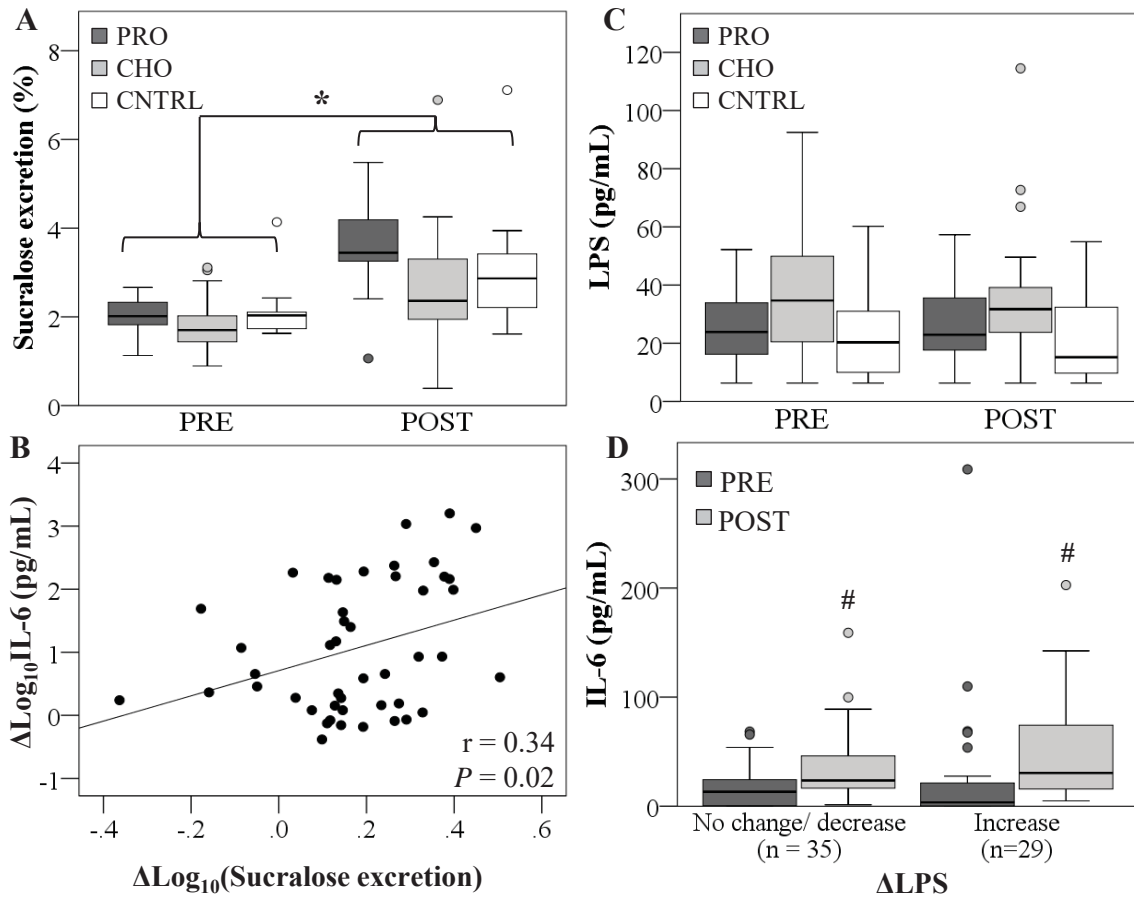 A
Sucralose excretion (%)
8
6
4
2
0
PRO
CHO
CNTRL
*
PRE
POST
C
LPS (pg/mL)
120
100
80
60
40
20
0
PRO
CHO
CNTRL
PRE
POST
B
ΔLog₁₀IL-6 (pg/mL)
4
3
2
1
0
-1
r = 0.34
P = 0.02
-.4 -.2 .0 .2 .4 .6
ΔLog₁₀(Sucralose excretion)
D
IL-6 (pg/mL)
300
200
100
0
PRE
POST
#
#
No change/ decrease
(n = 35)
Increase
(n=29)
ΔLPS